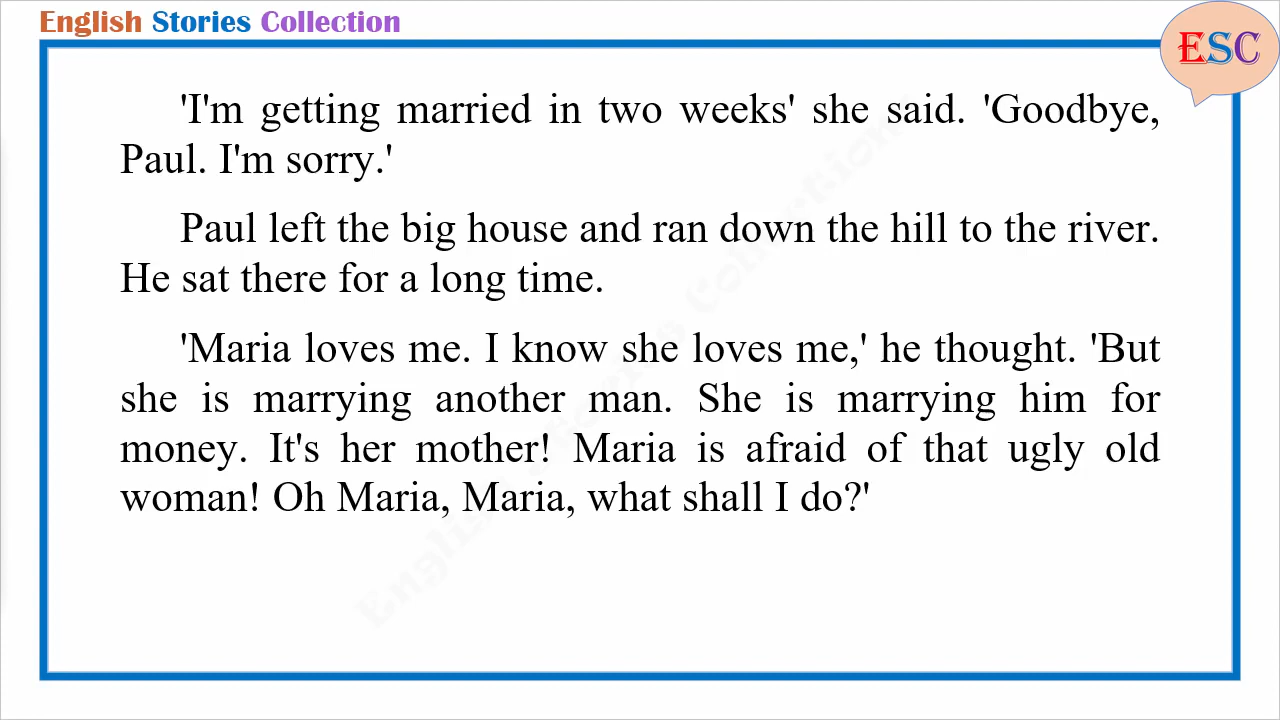 English Stories Collection
ESC
'I'm getting married in two weeks' she said. 'Goodbye,
Paul. I'm sorry.'
Paul left the big house and ran down the hill to the river.
He sat there for a long time.
'Maria loves me. I know she loves me,' he thought. 'But
she is marrying another man. She is marrying him for
money. It's her mother! Maria is afraid of that ugly old
woman! Oh Maria, Maria, what shall I do?'
English Stories Collection